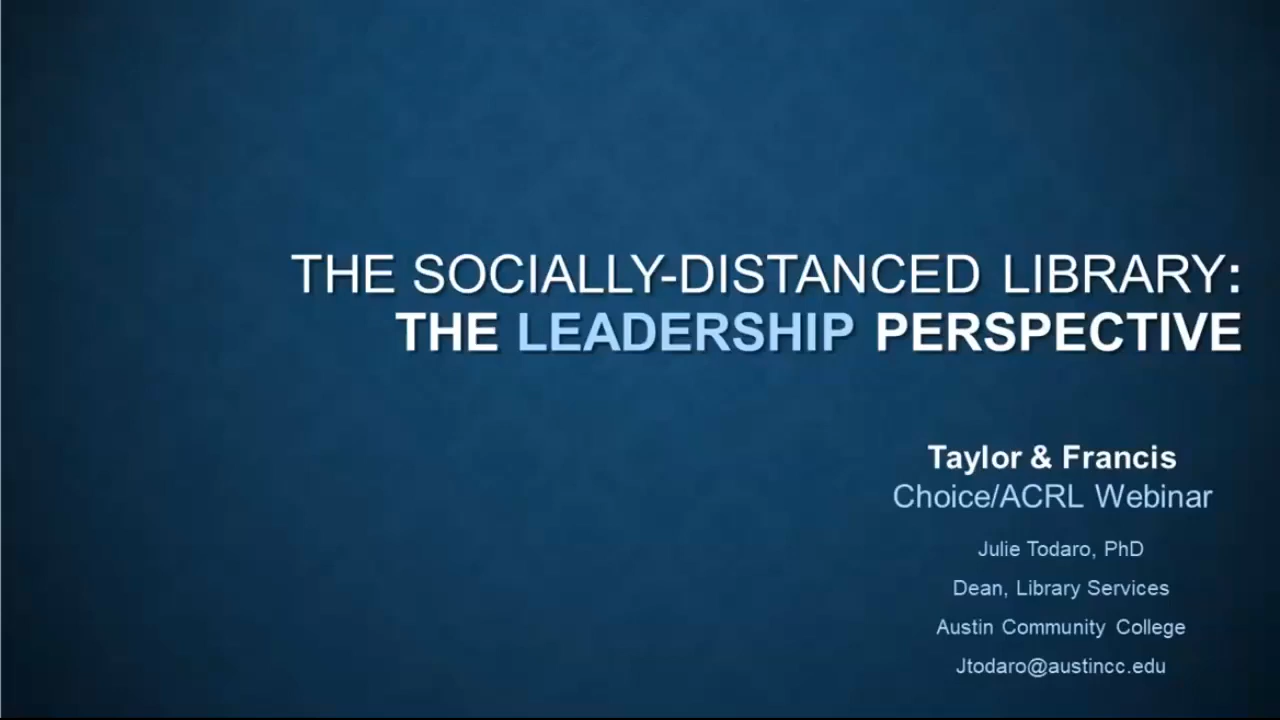 THE SOCIALLY-DISTANCED LIBRARY:
THE LEADERSHIP PERSPECTIVE
Taylor & Francis
Choice/ACRL Webinar
Julie Todaro, PhD
Dean, Library Services
Austin Community College
Jtodaro@austincc.edu